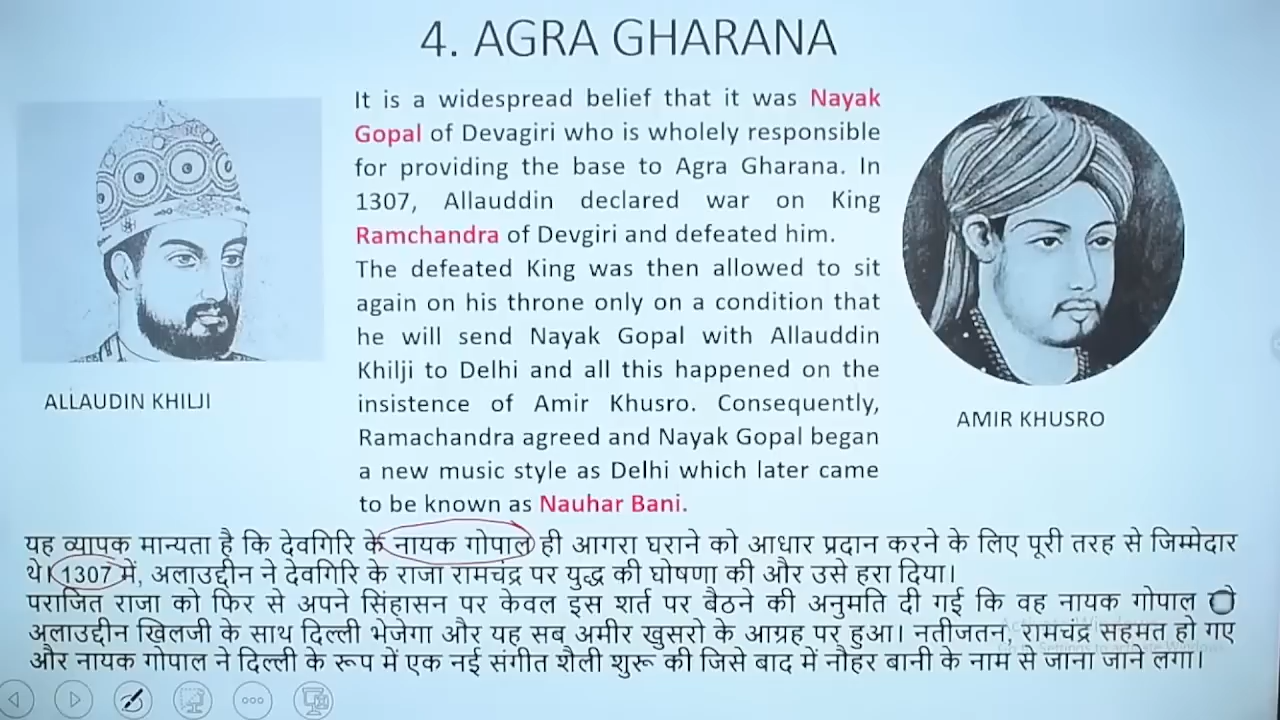 4. AGRA GHARANA
It is a widespread belief that it was Nayak
Gopal of Devagiri who is wholely responsible
for providing the base to Agra Gharana. In
1307, Allauddin declared war on King
Ramchandra of Devgiri and defeated him.
The defeated King was then allowed to sit
again on his throne only on a condition that
he will send Nayak Gopal with Allauddin
Khilji to Delhi and all this happened on the
insistence of Amir Khusro. Consequently,
Ramachandra agreed and Nayak Gopal began
a new music style as Delhi which later came
to be known as Nauhar Bani.
ALLAUDIN KHILJI
AMIR KHUSRO
यह व्यापक मान्यता है कि देवगिरि के नायक गोपाल ही आगरा घराने को आधार प्रदान करने के लिए पूरी तरह से जिम्मेदार
थे। 1307 में, अलाउद्दीन ने देवगिरि के राजा रामचंद्र पर युद्ध की घोषणा की और उसे हरा दिया।
पराजित राजा को फिर से अपने सिंहासन पर केवल इस शर्त पर बैठने की अनुमति दी गई कि वह नायक गोपाल को
अलाउद्दीन खिलजी के साथ दिल्ली भेजेगा और यह सब अमीर खुसरो के आग्रह पर हुआ। नतीजतन, रामचंद्र सहमत हो गए
और नायक गोपाल ने दिल्ली के रूप में एक नई संगीत शैली शुरू की जिसे बाद में नौहर बानी के नाम से जाना जाने लगा।